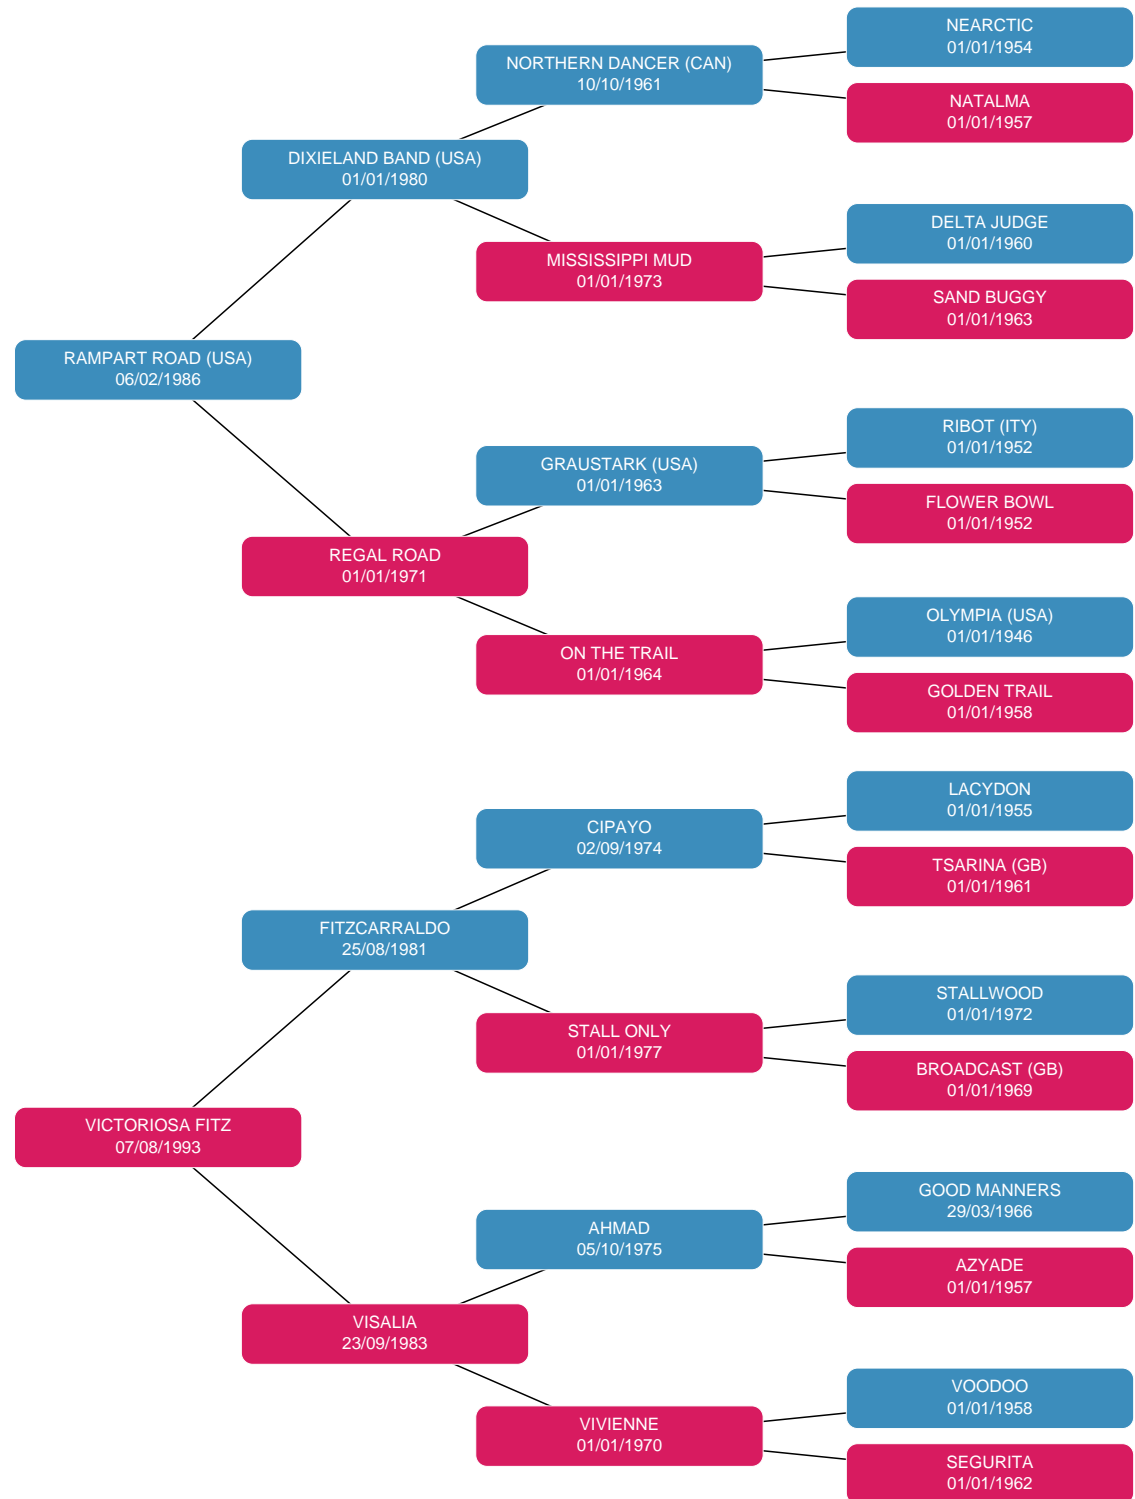 NEARCTIC
01/01/1954
NORTHERN DANCER (CAN)
10/10/1961
NATALMA
01/01/1957
DIXIELAND BAND (USA)
01/01/1980
DELTA JUDGE
01/01/1960
MISSISSIPPI MUD
01/01/1973
SAND BUGGY
01/01/1963
RAMPART ROAD (USA)
06/02/1986
RIBOT (ITY)
01/01/1952
GRAUSTARK (USA)
01/01/1963
FLOWER BOWL
01/01/1952
REGAL ROAD
01/01/1971
OLYMPIA (USA)
01/01/1946
ON THE TRAIL
01/01/1964
GOLDEN TRAIL
01/01/1958
LACYDON
01/01/1955
CIPAYO
02/09/1974
TSARINA (GB)
01/01/1961
FITZCARRALDO
25/08/1981
STALLWOOD
01/01/1972
STALL ONLY
01/01/1977
BROADCAST (GB)
01/01/1969
VICTORIOSA FITZ
07/08/1993
GOOD MANNERS
29/03/1966
AHMAD
05/10/1975
AZYADE
01/01/1957
VISALIA
23/09/1983
VOODOO
01/01/1958
VIVIENNE
01/01/1970
SEGURITA
01/01/1962